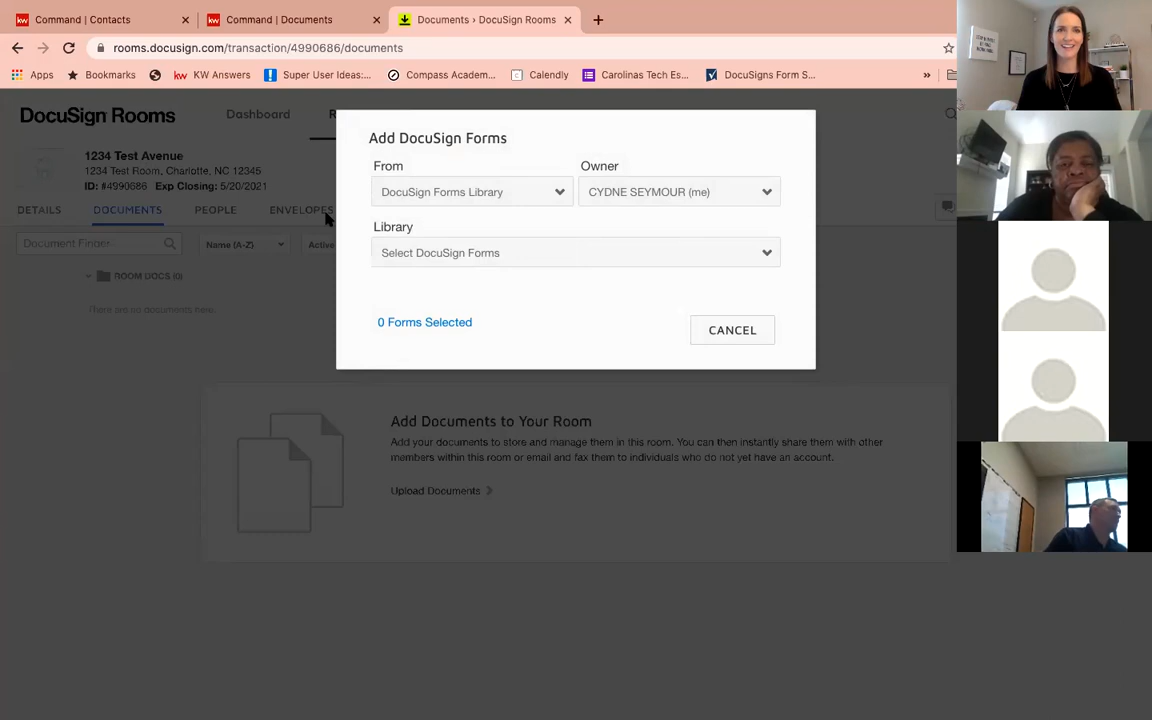 kw Command | Contacts
kw Command | Documents
Documents › DocuSign Rooms
rooms.docusign.com/transaction/4990686/documents
Apps
Bookmarks
kw KW Answers
Super User Ideas:...
Compass Academ...
Calendly
Carolinas Tech Es...
DocuSigns Form S...
»
DocuSign Rooms
Dashboard
1234 Test Avenue
1234 Test Room, Charlotte, NC 12345
ID: #4990686 Exp Closing: 5/20/2021
DETAILS
DOCUMENTS
PEOPLE
ENVELOPES
Document Finder
Name (A-Z)
Active
ROOM DOCS (0)
There are no documents here.
Add DocuSign Forms
From
Owner
DocuSign Forms Library
CYDNE SEYMOUR (me)
Library
Select DocuSign Forms
0 Forms Selected
CANCEL
Add Documents to Your Room
Add your documents to store and manage them in this room. You can then instantly share them with other
members within this room or email and fax them to individuals who do not yet have an account.
Upload Documents